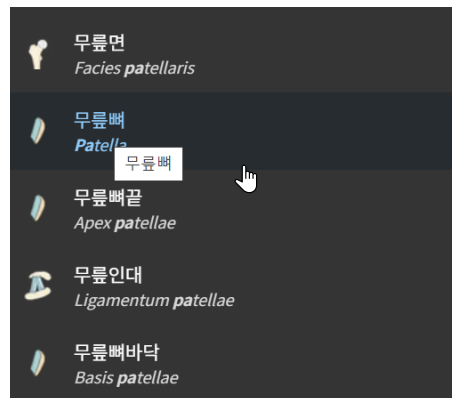 무릎면
Facies patellaris
무릎뼈
Patella
무릎뼈
무릎뼈끝
Apex patellae
무릎인대
Ligamentum patellae
무릎뼈바닥
Basis patellae